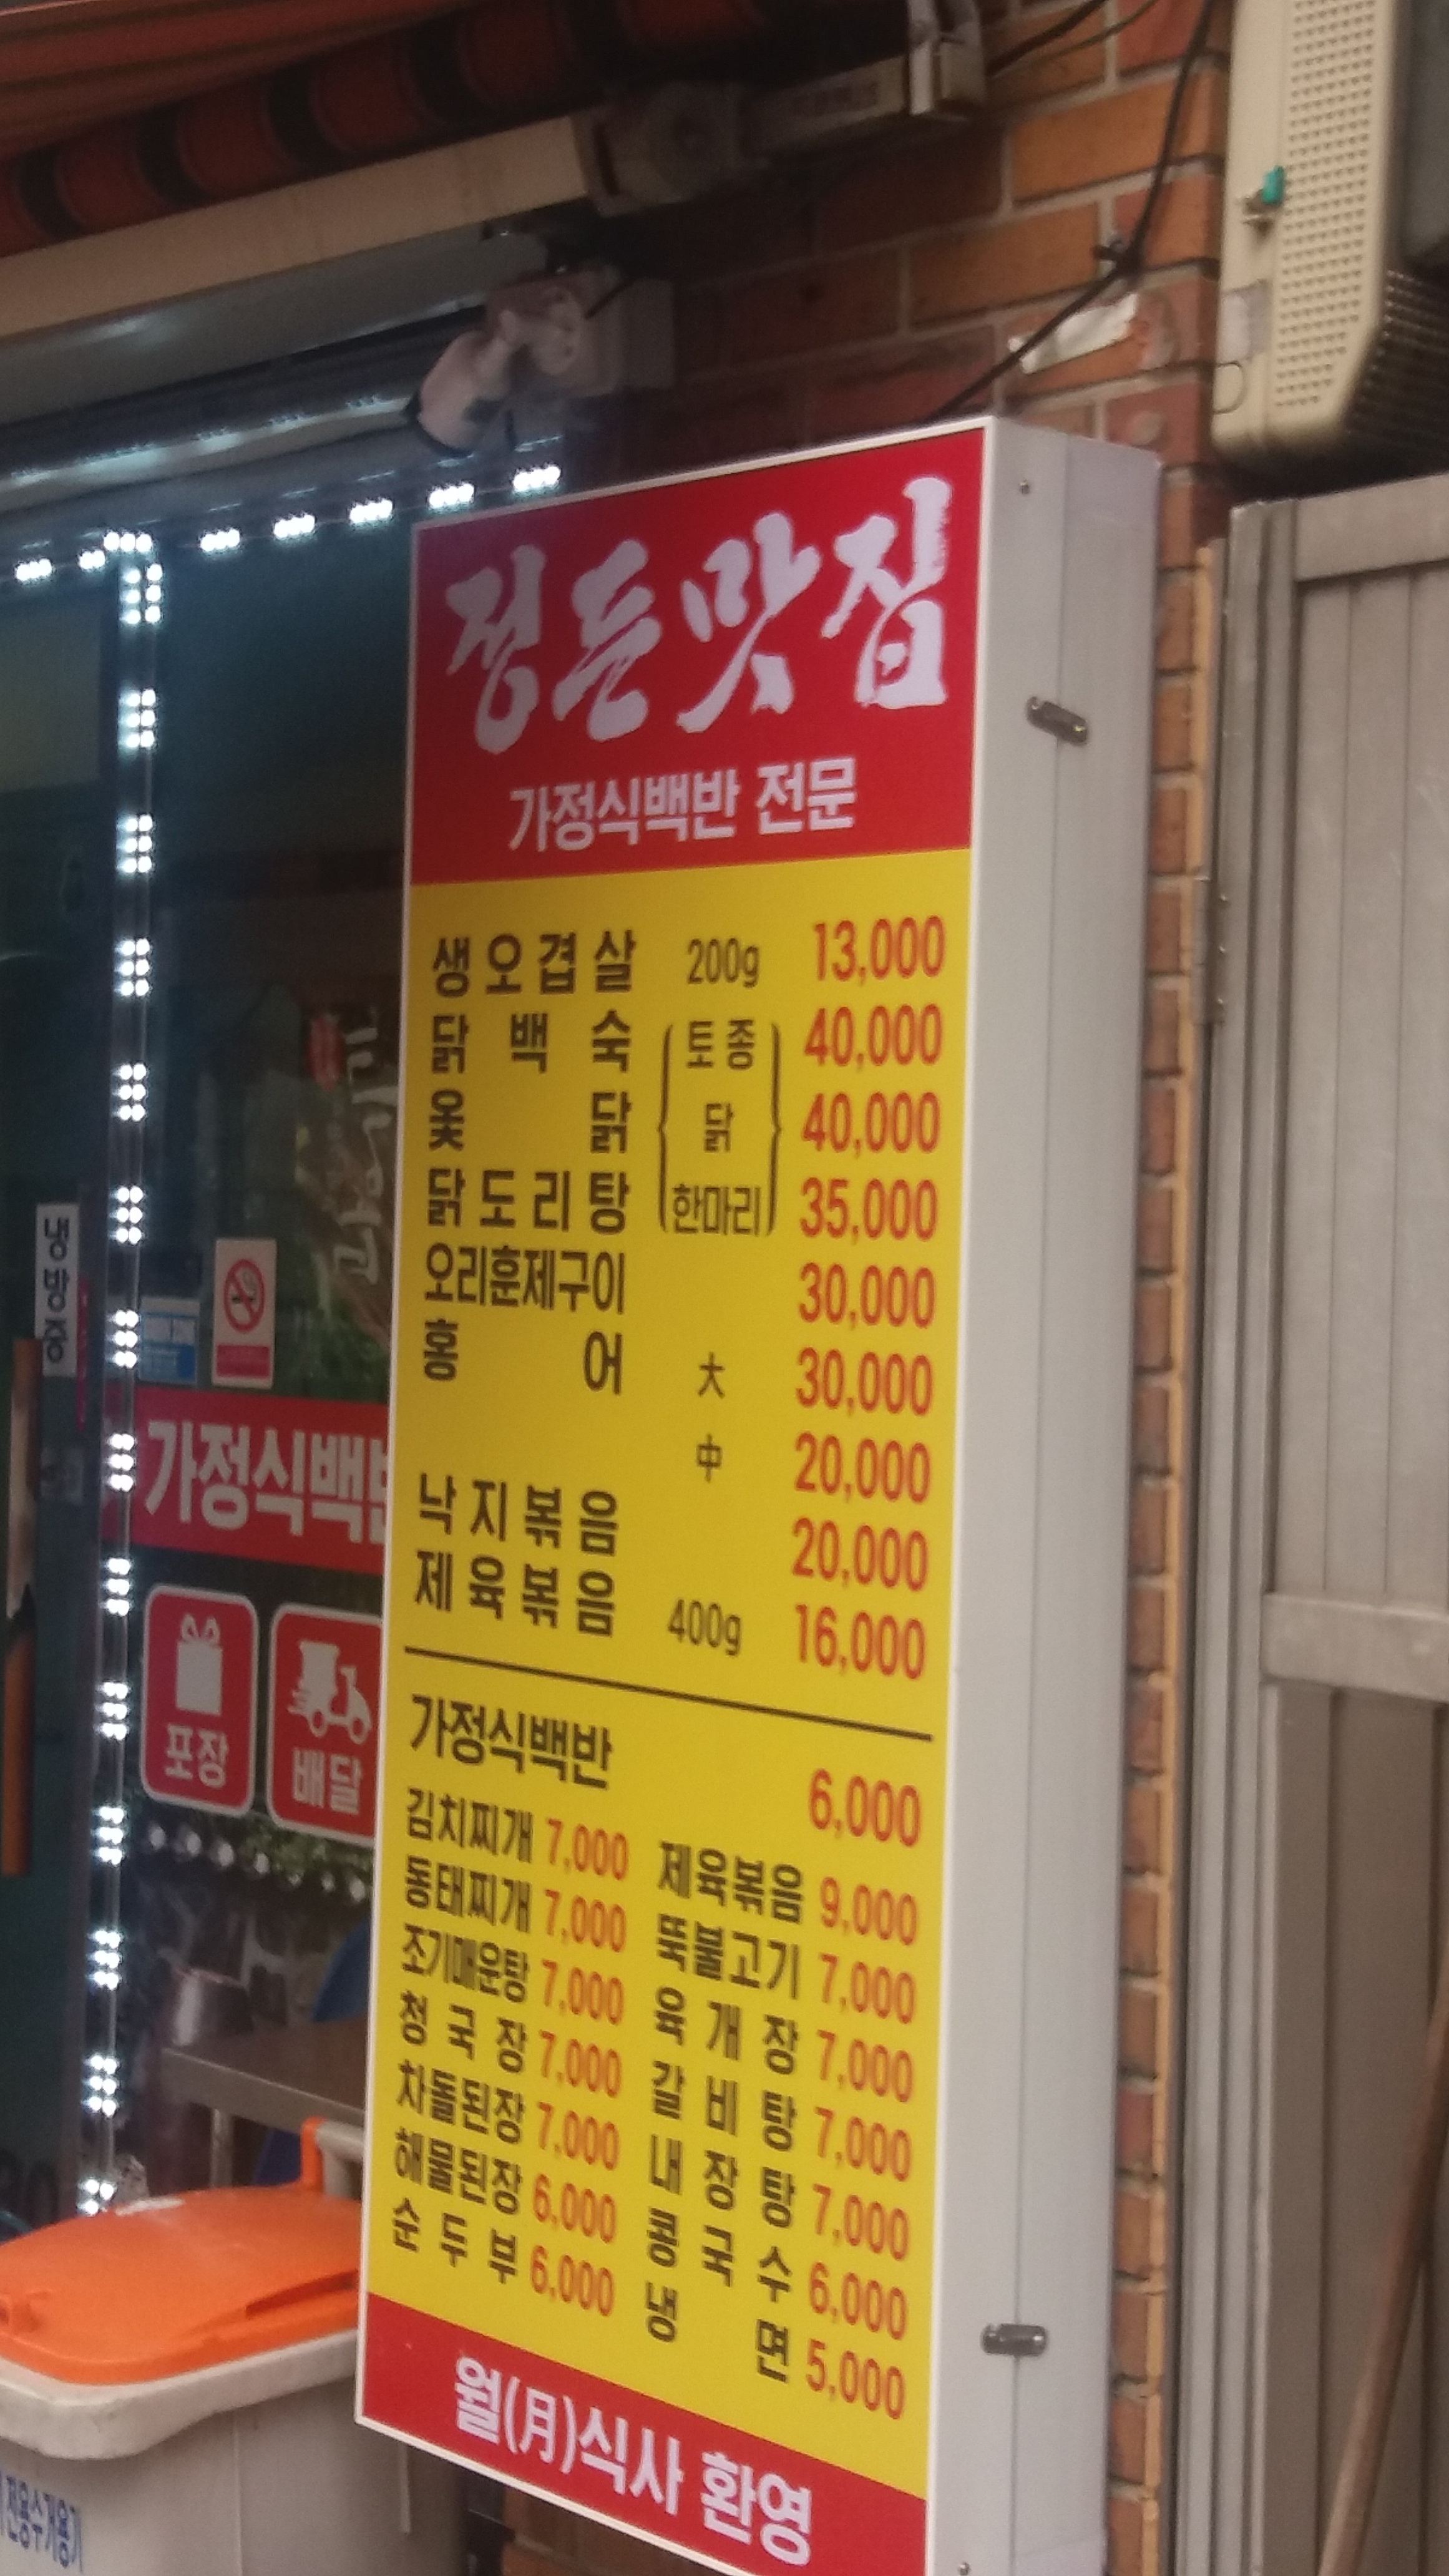 정든맛집
가정식백반 전문
생오겹살 200g 13,000
닭백숙 토종 40,000
옻닭 닭 40,000
닭도리탕 한마리 35,000
오리훈제구이 30,000
홍어 大 30,000
中 20,000
낙지볶음 20,000
제육볶음 400g 16,000
가정식백반 6,000
김치찌개 7,000 제육볶음 9,000
동태찌개 7,000 뚝불고기 7,000
조기매운탕 7,000 육개장 7,000
청국장 7,000 갈비탕 7,000
차돌된장 7,000 내장탕 7,000
해물된장 6,000 콩국수 6,000
순두부 6,000 냉면 5,000
월(月)식사 환영
냉방중
가정식백반
포장
배달
전용수거용기